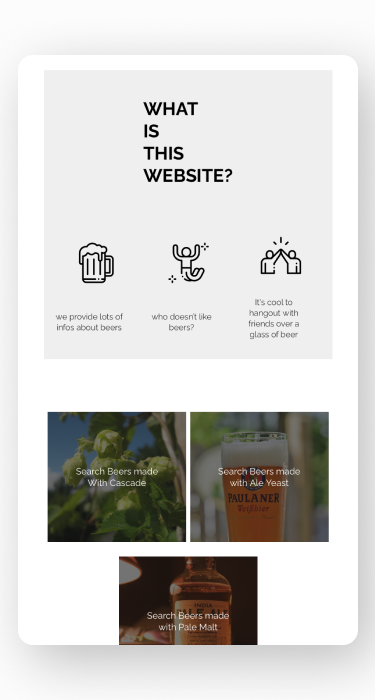 WHAT
IS
THIS
WEBSITE?
we provide lots of
infos about beers
who doesn't like
beers?
It's cool to
hangout with
friends over a
glass of beer
Search Beers made
With Cascade
Search Beers made
with Ale Yeast
PAULANER
Weißbier
Search Beers made
with Pale Malt
INDIA